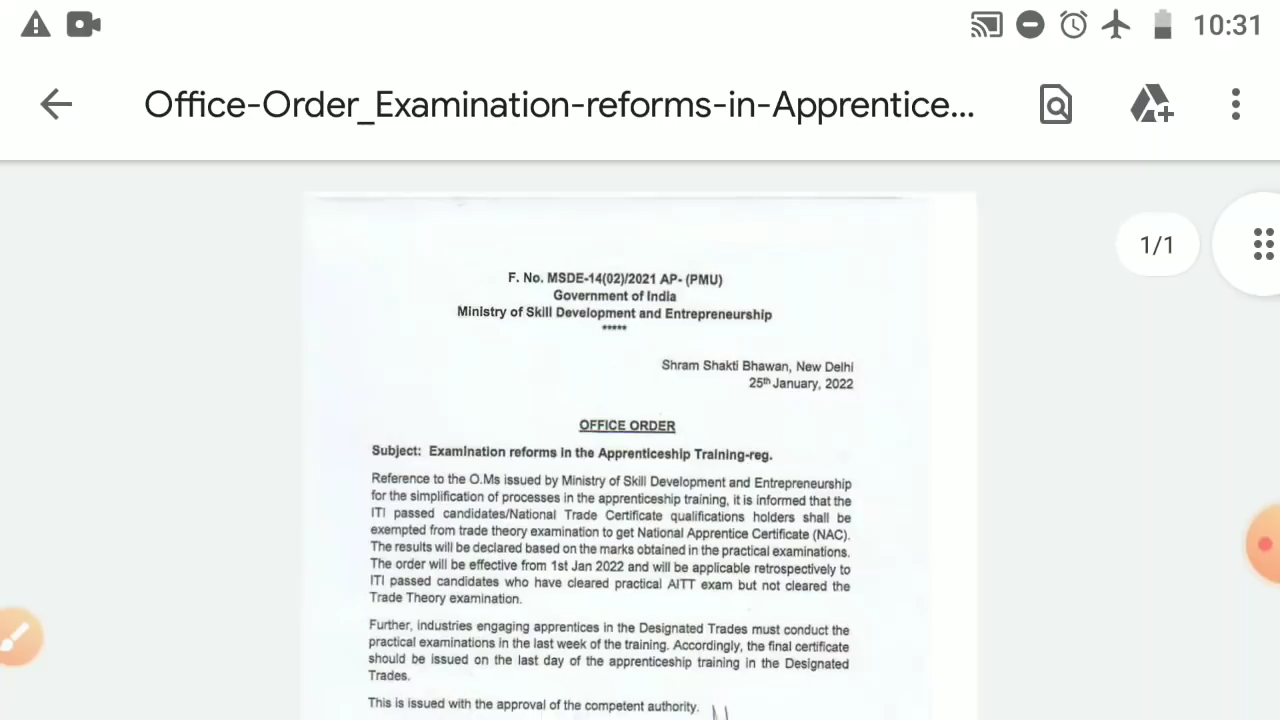 10:31
Office-Order_Examination-reforms-in-Apprentice...
1/1
F. No. MSDE-14(02)/2021 AP- (PMU)
Government of India
Ministry of Skill Development and Entrepreneurship
*****
Shram Shakti Bhawan, New Delhi
25th January, 2022
OFFICE ORDER
Subject: Examination reforms in the Apprenticeship Training-reg.
Reference to the O.Ms issued by Ministry of Skill Development and Entrepreneurship
for the simplification of processes in the apprenticeship training, it is informed that the
ITI passed candidates/National Trade Certificate qualifications holders shall be
exempted from trade theory examination to get National Apprentice Certificate (NAC).
The results will be declared based on the marks obtained in the practical examinations.
The order will be effective from 1st Jan 2022 and will be applicable retrospectively to
ITI passed candidates who have cleared practical AITT exam but not cleared the
Trade Theory examination.
Further, industries engaging apprentices in the Designated Trades must conduct the
practical examinations in the last week of the training. Accordingly, the final certificate
should be issued on the last day of the apprenticeship training in the Designated
Trades.
This is issued with the approval of the competent authority.